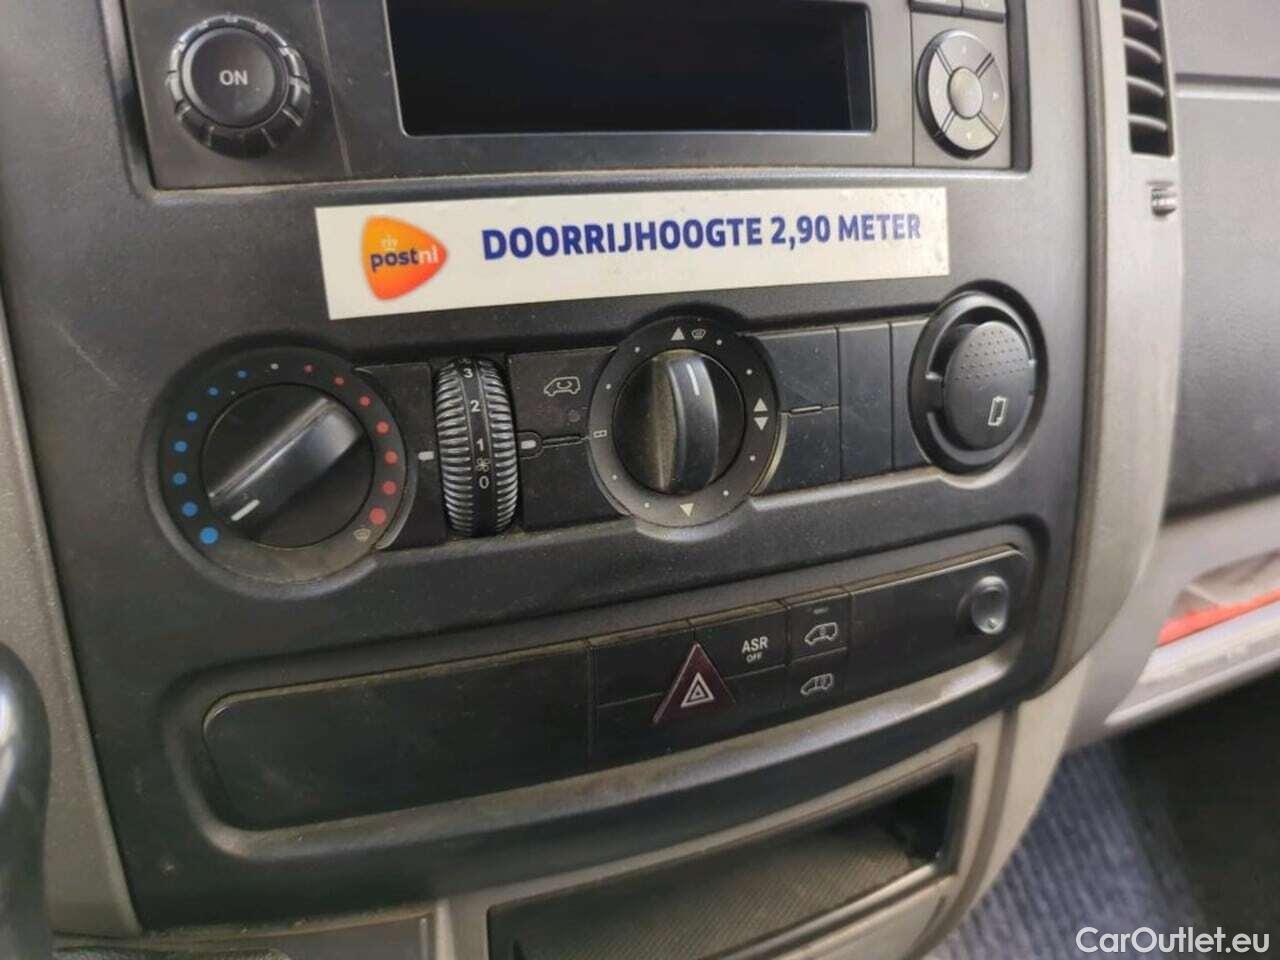 ON
postnl DOORRIJHOOGTE 2,90 METER
3
2
1
0
ASR
OFF
CarOutlet.eu